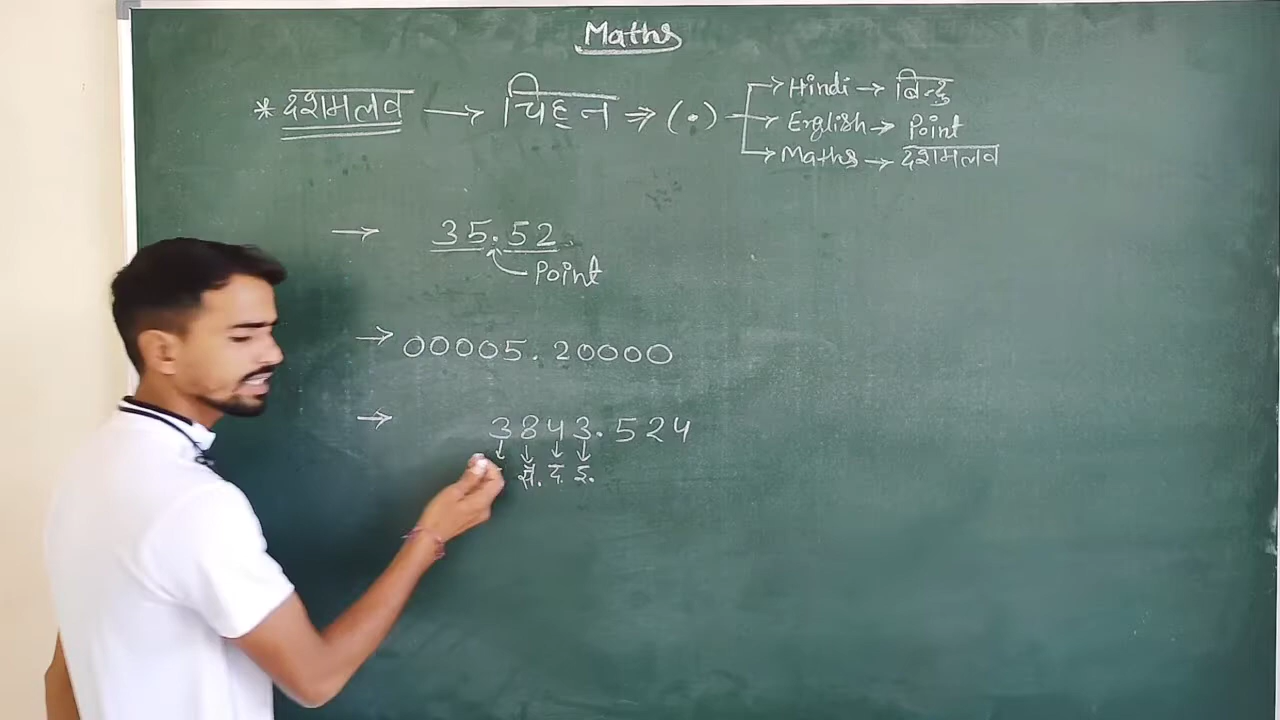 Maths
* दशमलव → चिह्न ⇒ (.) → Hindi → बिन्दु
→ English → Point
→ Maths → दशमलव
→ 35.52
Point
→ 00005.20000
→ 3843.524
↓ ↓ ↓ ↓
सै. द. इ.